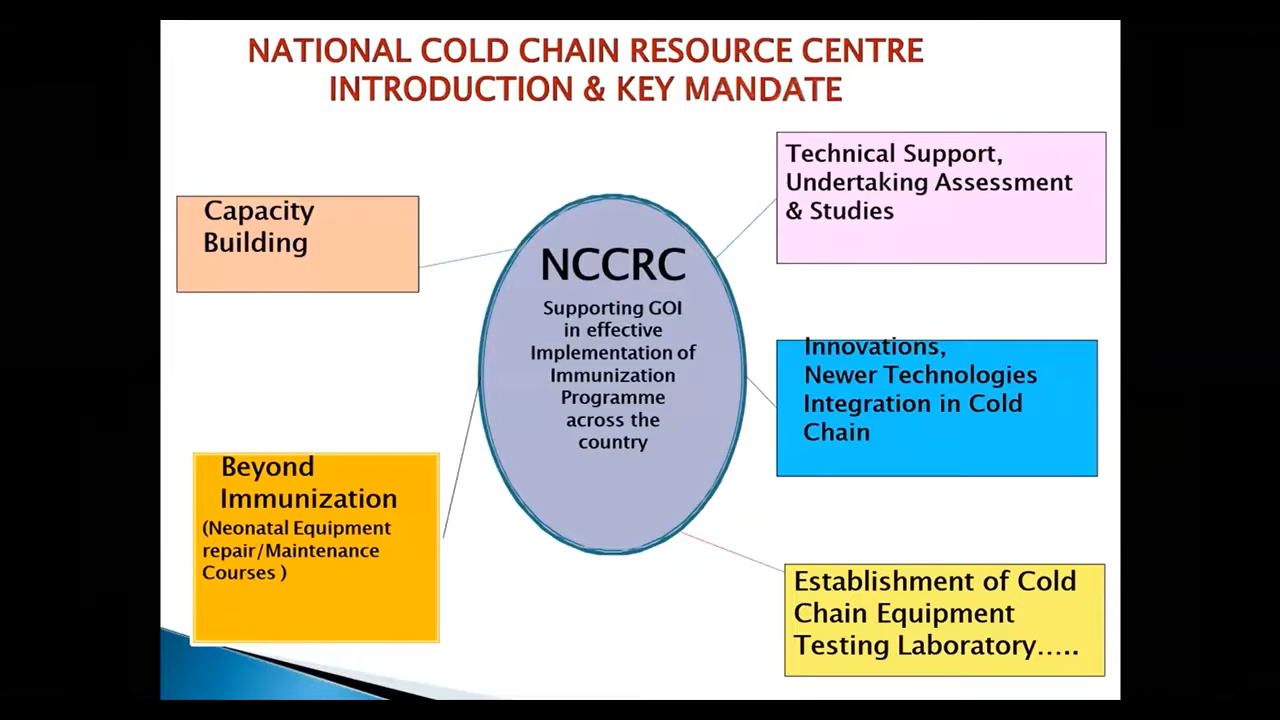 NATIONAL COLD CHAIN RESOURCE CENTRE
INTRODUCTION & KEY MANDATE
Capacity
Building
NCCRC
Supporting GOI
in effective
Implementation of
Immunization
Programme
across the
country
Technical Support,
Undertaking Assessment
& Studies
Innovations,
Newer Technologies
Integration in Cold
Chain
Beyond
Immunization
(Neonatal Equipment
repair/Maintenance
Courses )
Establishment of Cold
Chain Equipment
Testing Laboratory.....